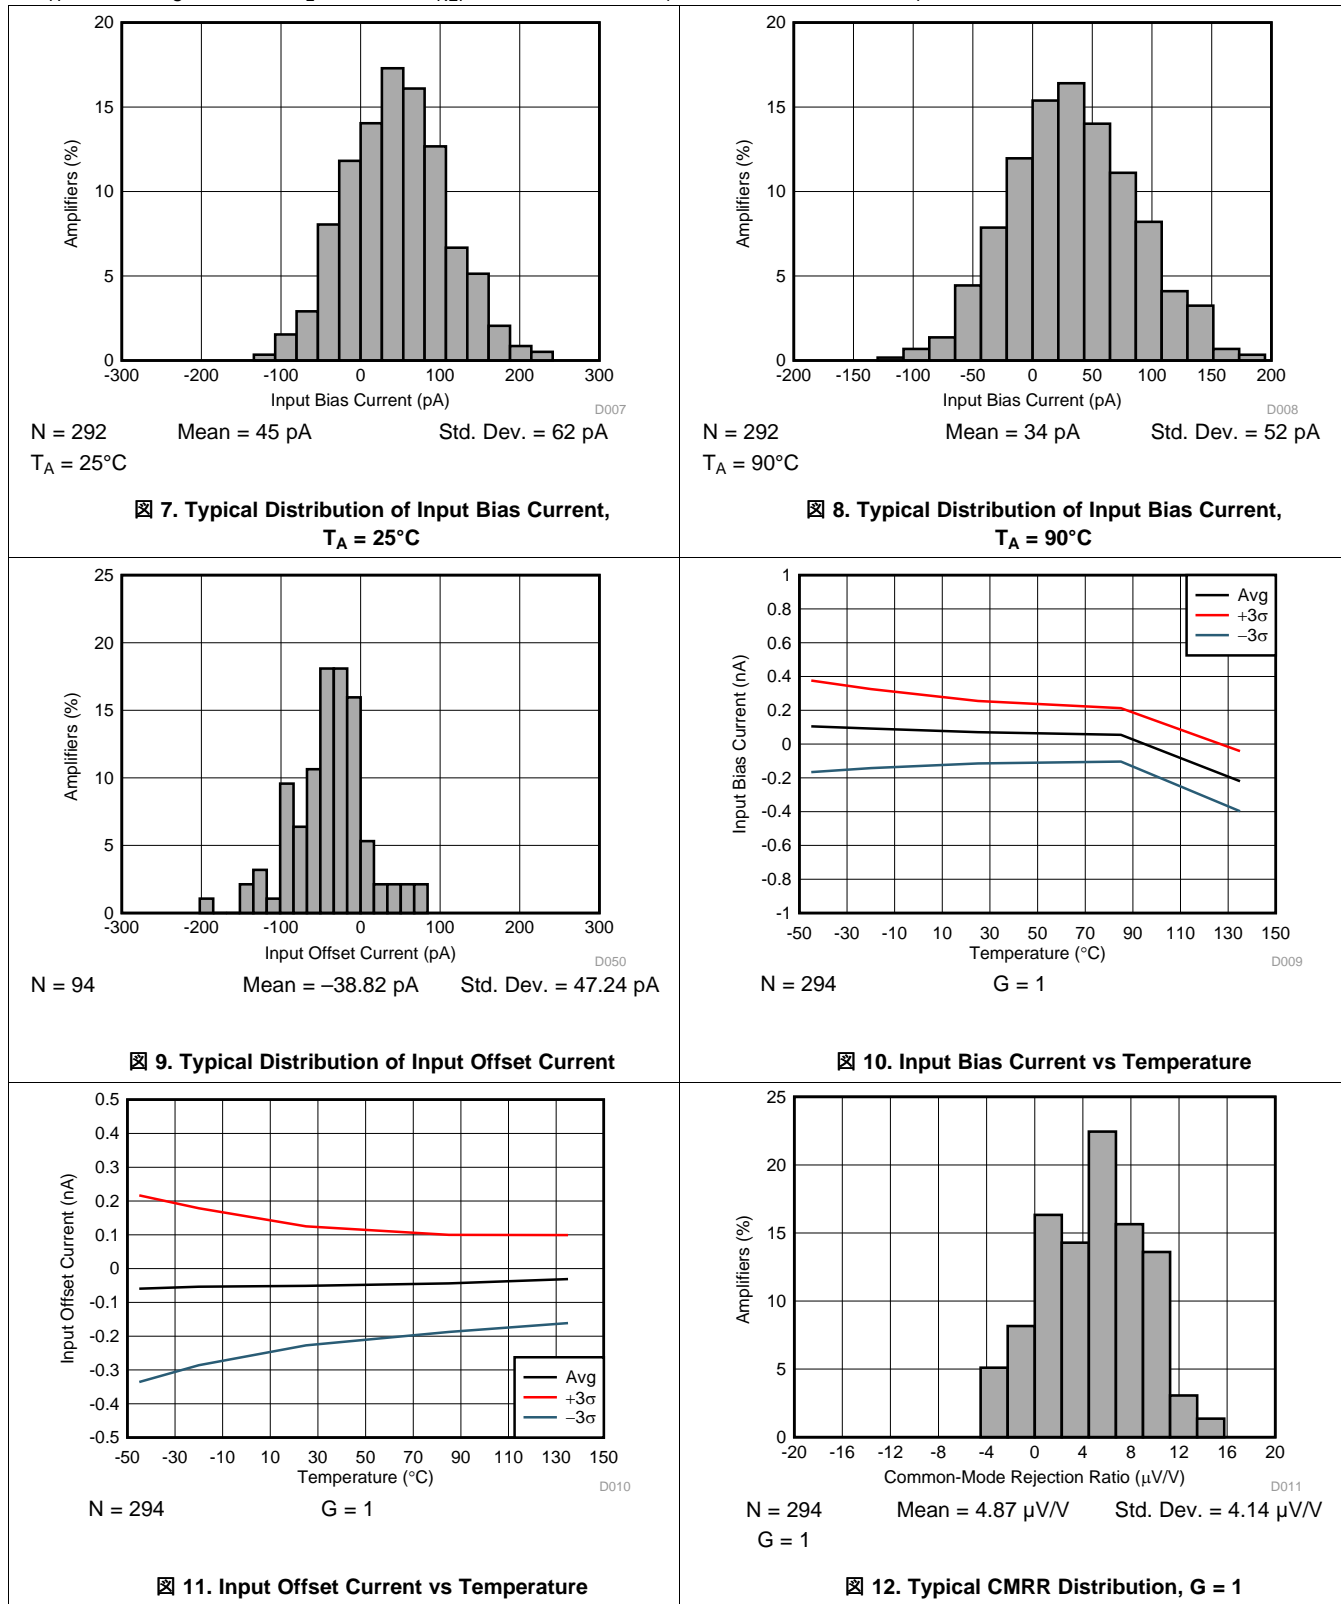 20
15
10
5
0
Amplifiers (%)
-300 -200 -100 0 100 200 300
Input Bias Current (pA)
D007
N = 292 Mean = 45 pA Std. Dev. = 62 pA
TA = 25°C
図 7. Typical Distribution of Input Bias Current,
TA = 25°C
20
15
10
5
0
Amplifiers (%)
-200 -150 -100 -50 0 50 100 150 200
Input Bias Current (pA)
D008
N = 292 Mean = 34 pA Std. Dev. = 52 pA
TA = 90°C
図 8. Typical Distribution of Input Bias Current,
TA = 90°C
25
20
15
10
5
0
Amplifiers (%)
-300 -200 -100 0 100 200 300
Input Offset Current (pA)
D050
N = 94 Mean = –38.82 pA Std. Dev. = 47.24 pA
図 9. Typical Distribution of Input Offset Current
1
0.8
0.6
0.4
0.2
0
-0.2
-0.4
-0.6
-0.8
-1
Input Bias Current (nA)
Avg
+3σ
−3σ
-50 -30 -10 10 30 50 70 90 110 130 150
Temperature (°C)
D009
N = 294 G = 1
図 10. Input Bias Current vs Temperature
0.5
0.4
0.3
0.2
0.1
0
-0.1
-0.2
-0.3
-0.4
-0.5
Input Offset Current (nA)
Avg
+3σ
−3σ
-50 -30 -10 10 30 50 70 90 110 130 150
Temperature (°C)
D010
N = 294 G = 1
図 11. Input Offset Current vs Temperature
25
20
15
10
5
0
Amplifiers (%)
-20 -16 -12 -8 -4 0 4 8 12 16 20
Common-Mode Rejection Ratio (µV/V)
D011
N = 294 Mean = 4.87 µV/V Std. Dev. = 4.14 µV/V
G = 1
図 12. Typical CMRR Distribution, G = 1